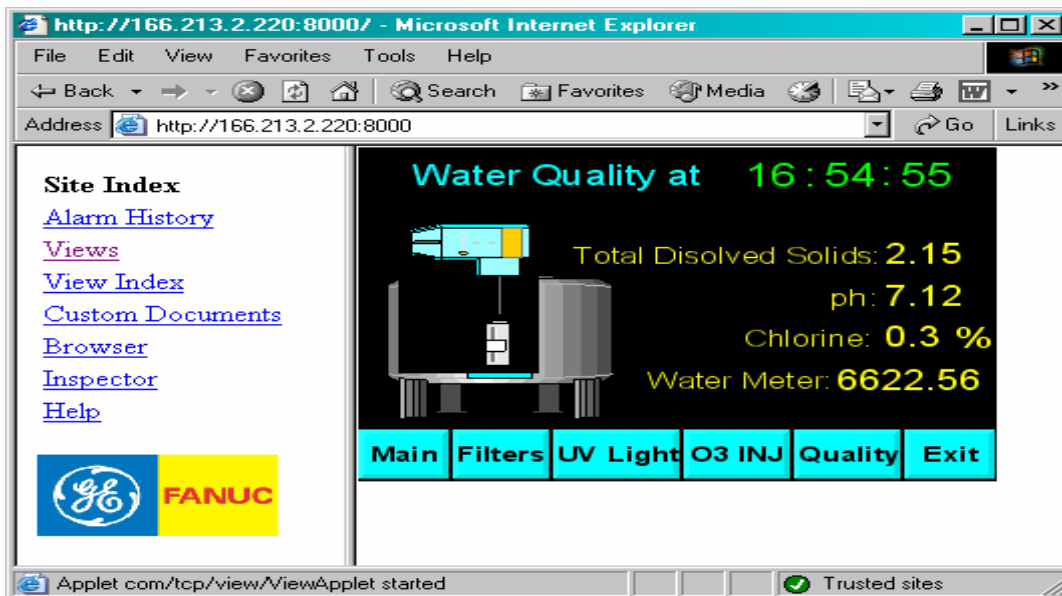 http://166.213.2.220:8000/ - Microsoft Internet Explorer
File Edit View Favorites Tools Help
Back Search Favorites Media W »
Address http://166.213.2.220:8000 Go Links
Site Index
Alarm History
Views
View Index
Custom Documents
Browser
Inspector
Help
GE FANUC
Water Quality at 16:54:55
Total Disolved Solids: 2.15
ph: 7.12
Chlorine: 0.3 %
Water Meter: 6622.56
Main Filters UV Light O3 INJ Quality Exit
Applet com/tcp/view/ViewApplet started Trusted sites